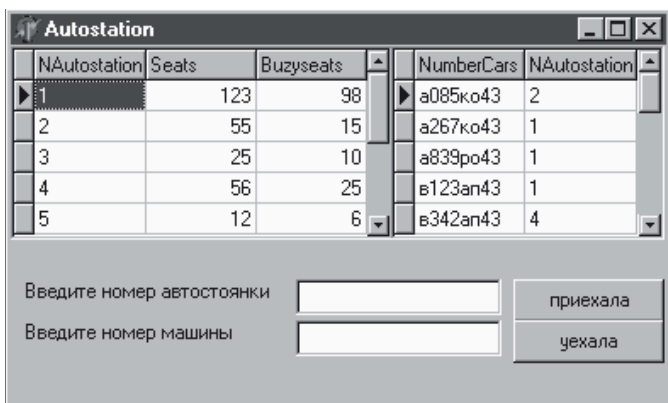 Autostation
NAutostation Seats Buzyseats NumberCars NAutostation
1 123 98 а085ко43 2
2 55 15 а267ко43 1
3 25 10 а839ро43 1
4 56 25 в123ап43 1
5 12 6 в342ап43 4
Введите номер автостоянки
приехала
Введите номер машины
уехала